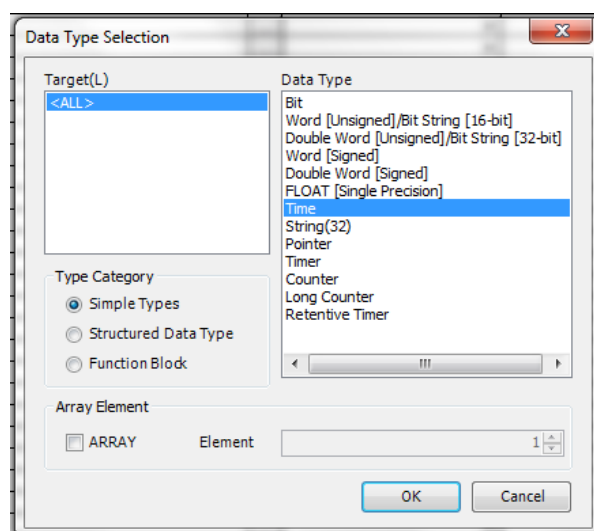 Data Type Selection
Target(L)
<ALL>
Data Type
Bit
Word [Unsigned]/Bit String [16-bit]
Double Word [Unsigned]/Bit String [32-bit]
Word [Signed]
Double Word [Signed]
FLOAT [Single Precision]
Time
String(32)
Pointer
Timer
Counter
Long Counter
Retentive Timer
Type Category
Simple Types
Structured Data Type
Function Block
Array Element
ARRAY Element 1
OK Cancel